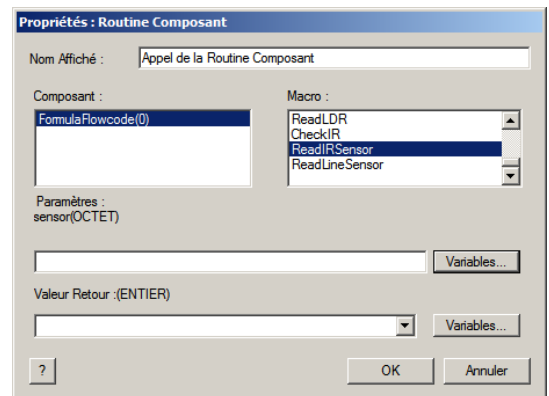 Propriétés : Routine Composant
Nom Affiché :
Appel de la Routine Composant
Composant :
Macro :
FormulaFlowcode(0)
ReadLDR
CheckIR
ReadIRSensor
ReadLineSensor
Paramètres :
sensor(OCTET)
Variables...
Valeur Retour :(ENTIER)
Variables...
?
OK
Annuler